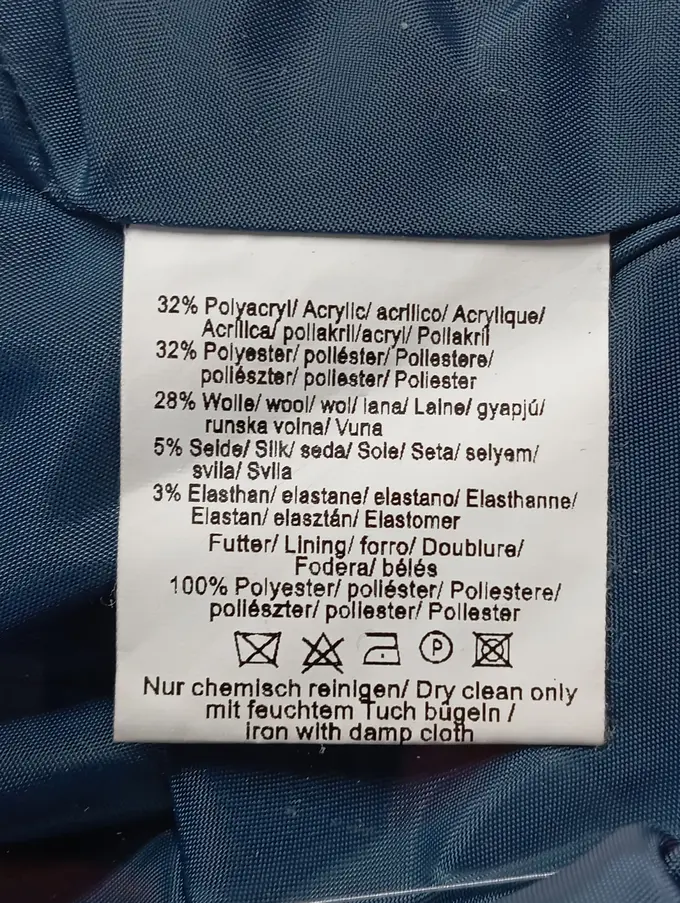 32% Polyacryl/ Acrylic/ acrilico/ Acrylique/
Acrílica/ poliakril/acryl/ Poliakril
32% Polyester/ poliéster/ Poliestere/
poliészter/ poliester/ Poliester
28% Wolle/ wool/ wol/ lana/ Laine/ gyapjú/
runska volna/ Vuna
5% Seide/ Silk/ seda/ Soie/ Seta/ selyem/
svila/ Svila
3% Elasthan/ elastane/ elastano/ Elasthanne/
Elastan/ elasztán/ Elastomer
Futter/ Lining/ forro/ Doublure/
Fodera/ bélés
100% Polyester/ poliéster/ Poliestere/
poliészter/ poliester/ Poliester
P
Nur chemisch reinigen/ Dry clean only
mit feuchtem Tuch bügeln /
iron with damp cloth